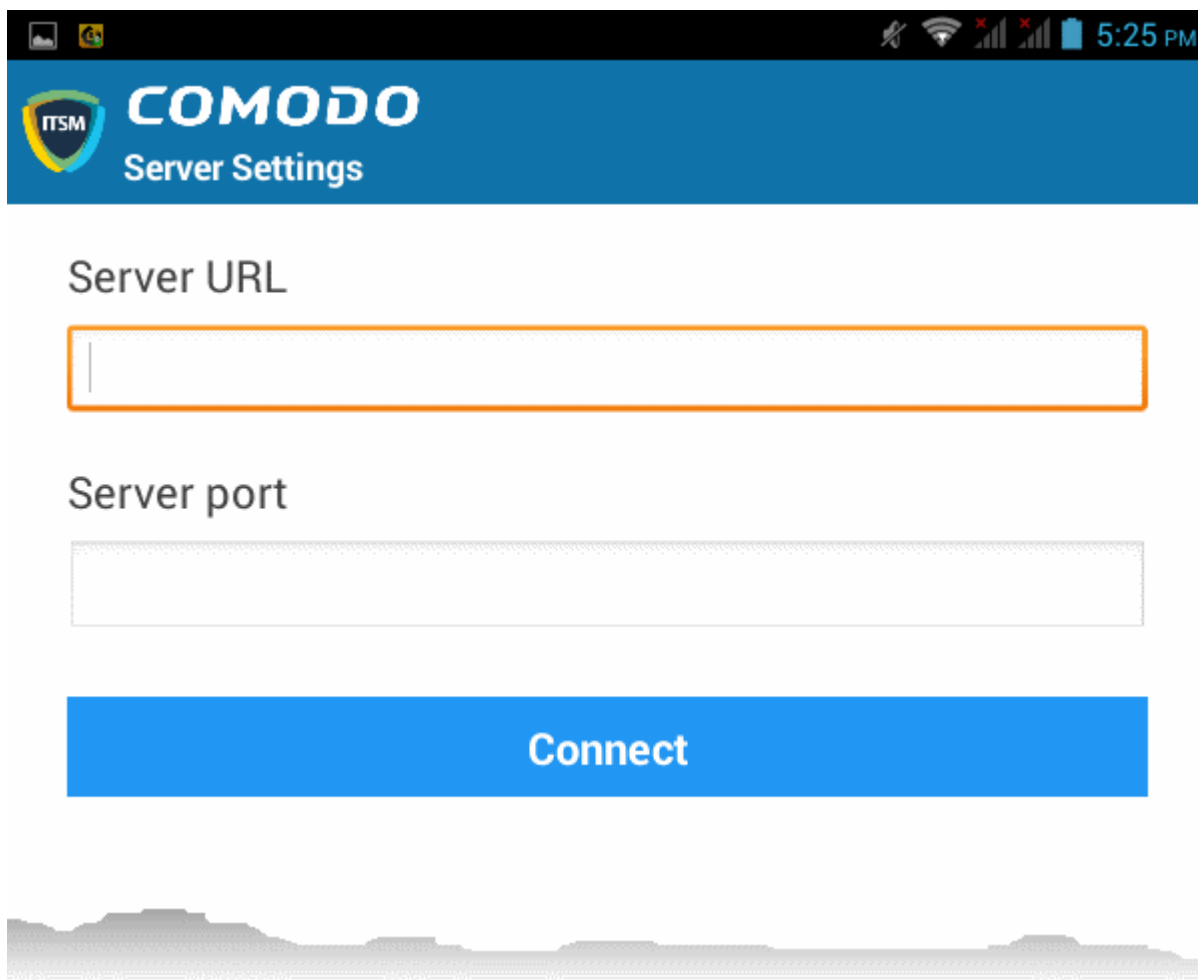 5:25 PM
ITSM
COMODO
Server Settings
Server URL
Server port
Connect